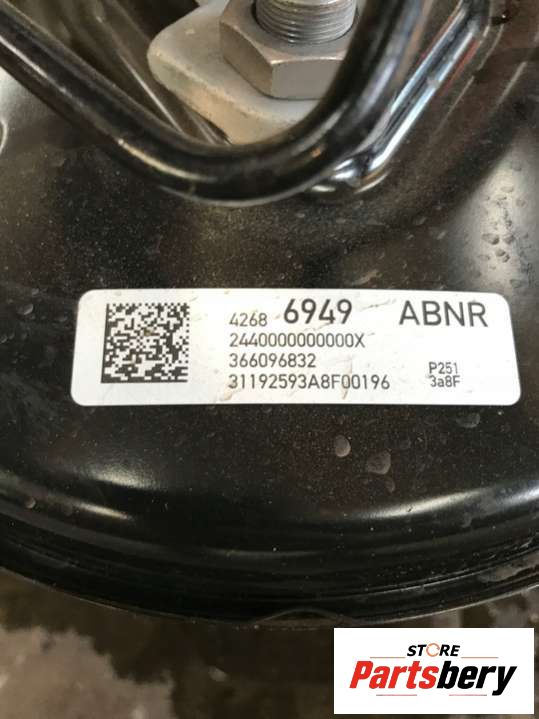 4268 6949 ABNR
2440000000000X
366096832 P251
31192593A8F00196 3a8F
STORE
Partsbery